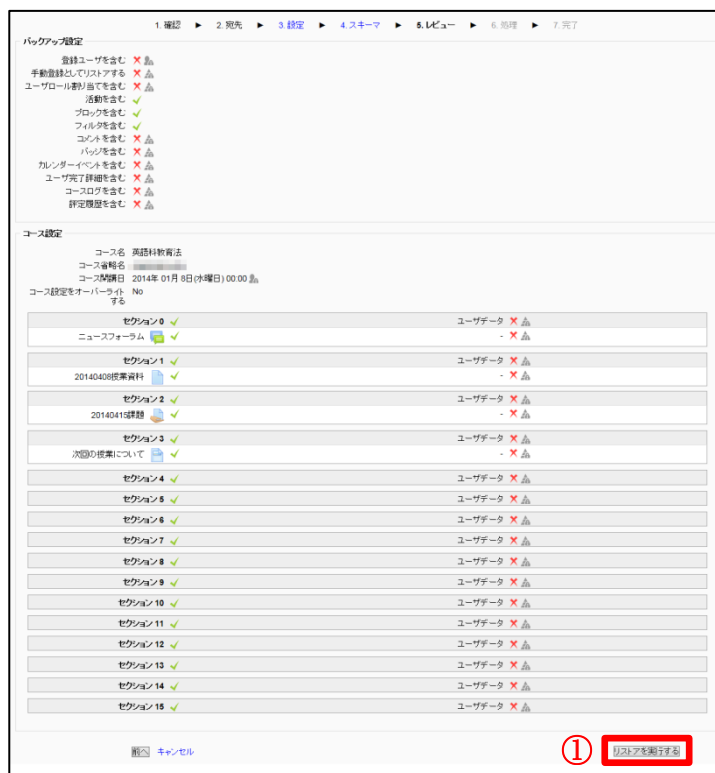 1. 確認 ► 2. 宛先 ► 3. 設定 ► 4. スキーマ ► 5. レビュー ► 6. 処理 ► 7. 完了
バックアップ設定
登録ユーザを含む
手動登録としてリストアする
ユーザロール割り当てを含む
活動を含む
ブロックを含む
フィルタを含む
コメントを含む
バッジを含む
カレンダーイベントを含む
ユーザ完了詳細を含む
コースログを含む
評定履歴を含む
コース設定
コース名 英語科教育法
コース省略名
コース開講日 2014年 01月 8日(水曜日) 00:00
コース設定をオーバーライト No
する
セクション 0 ユーザデータ
ニュースフォーラム -
セクション 1 ユーザデータ
20140408授業資料 -
セクション 2 ユーザデータ
20140415課題 -
セクション 3 ユーザデータ
次回の授業について -
セクション 4 ユーザデータ
セクション 5 ユーザデータ
セクション 6 ユーザデータ
セクション 7 ユーザデータ
セクション 8 ユーザデータ
セクション 9 ユーザデータ
セクション 10 ユーザデータ
セクション 11 ユーザデータ
セクション 12 ユーザデータ
セクション 13 ユーザデータ
セクション 14 ユーザデータ
セクション 15 ユーザデータ
前へ キャンセル ① リストアを実行する